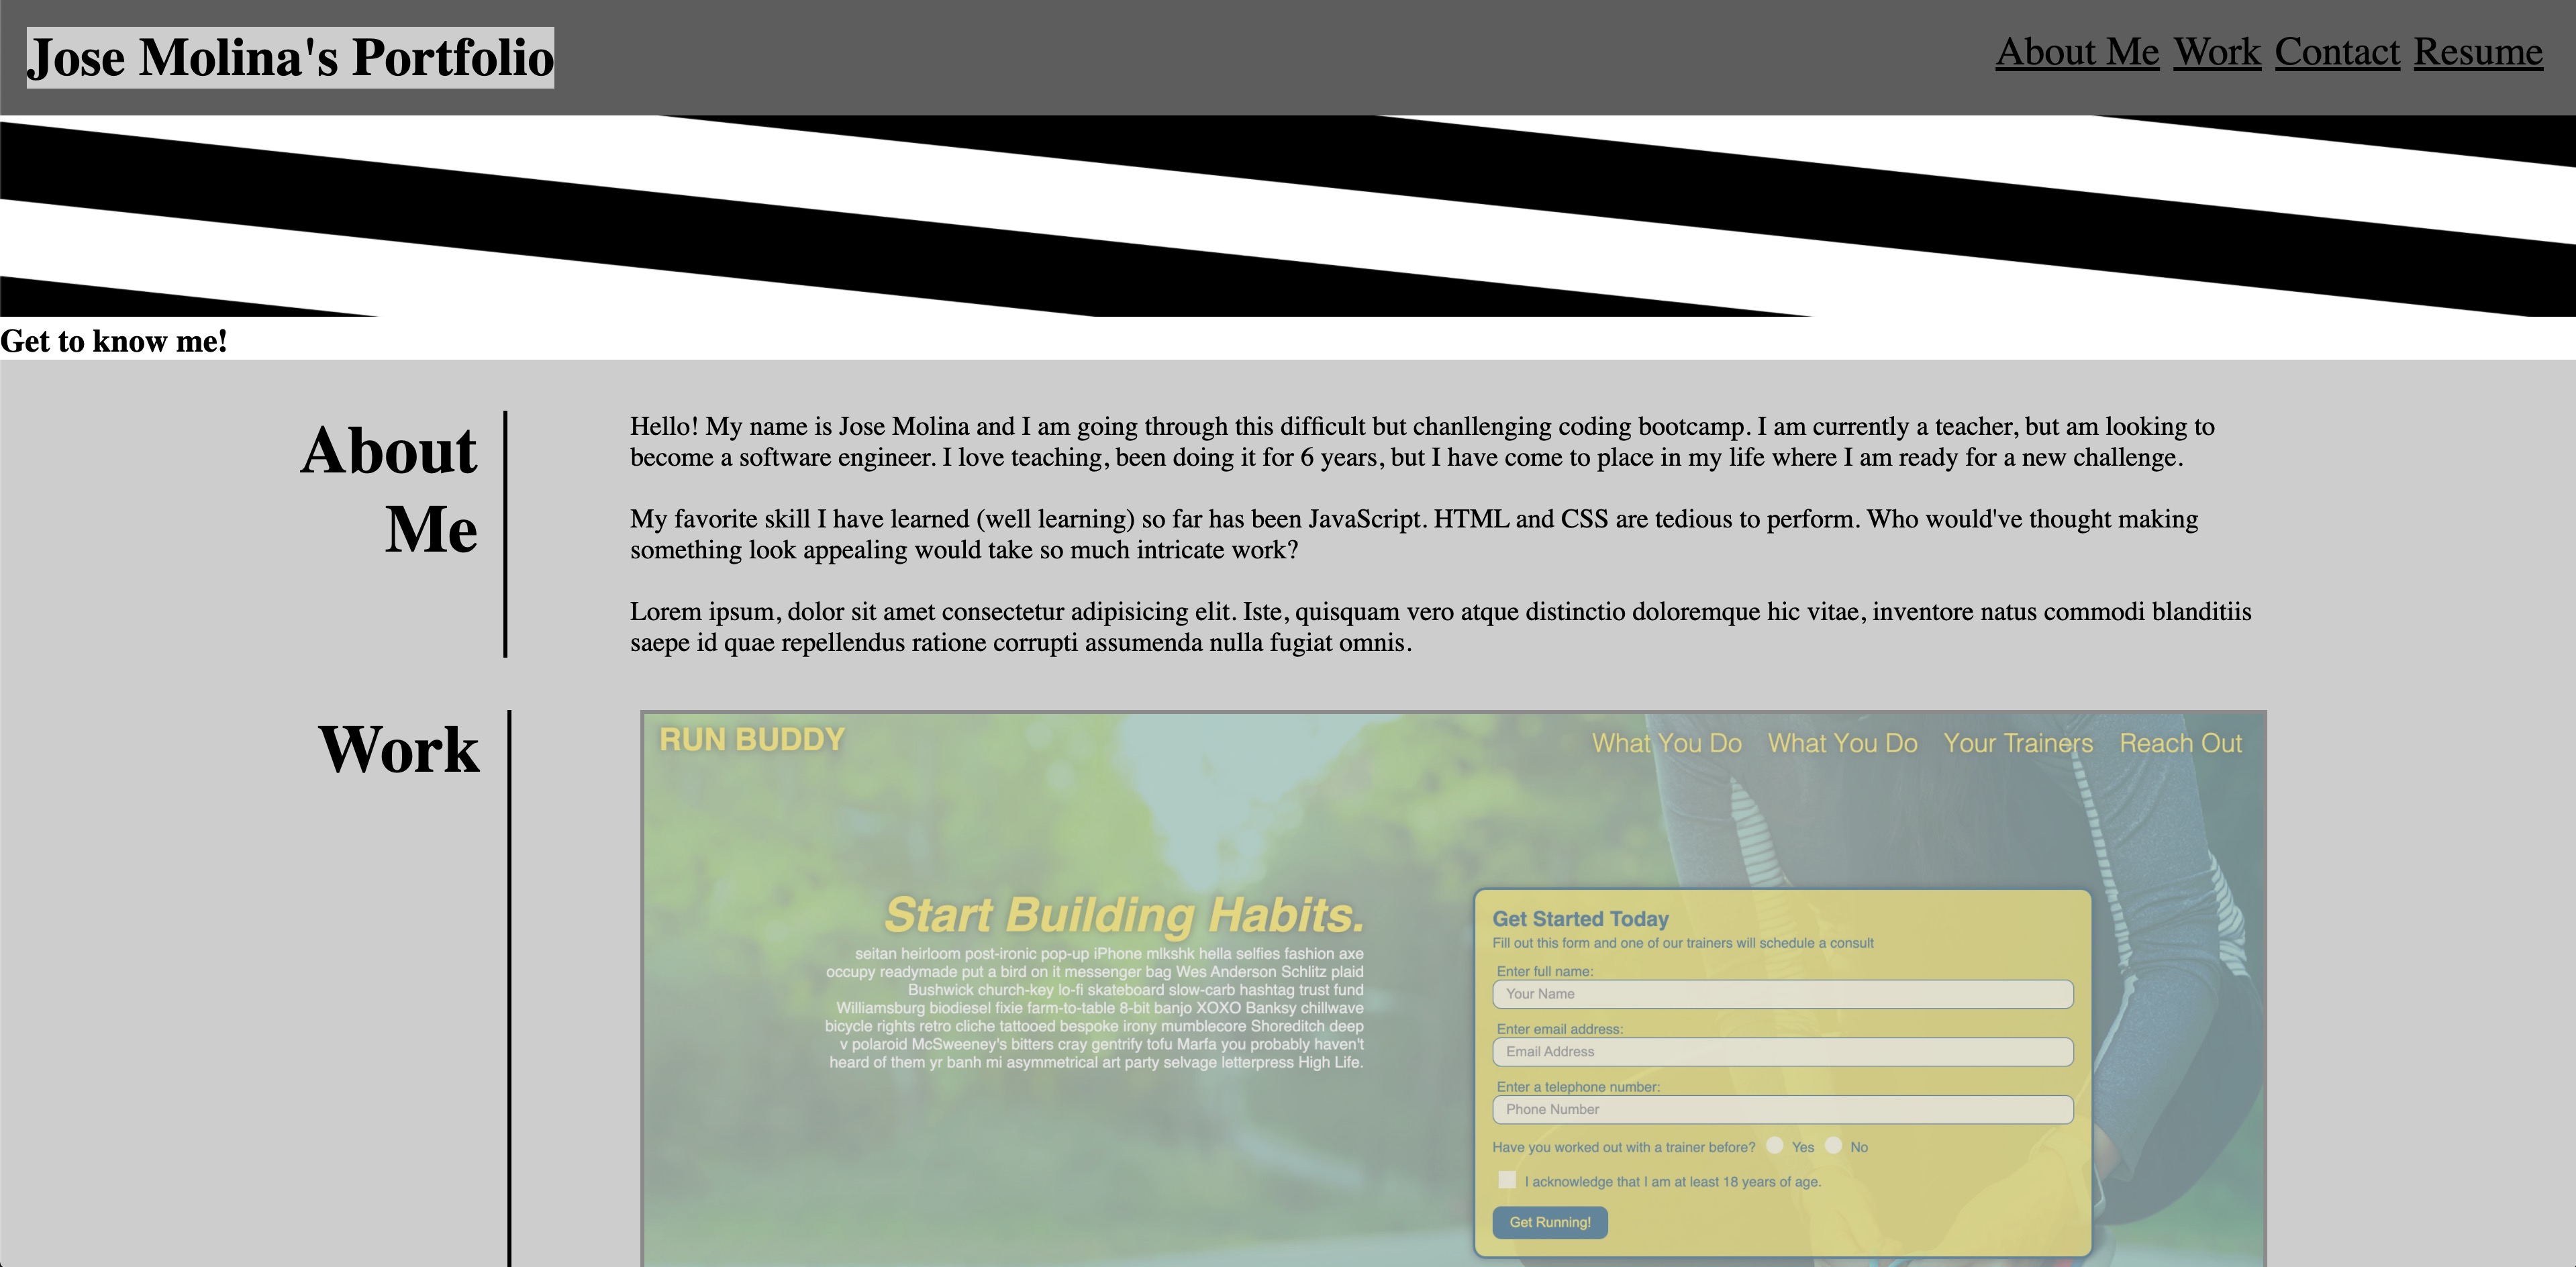 Jose Molina's Portfolio
About Me Work Contact Resume
Get to know me!
About
Me
Hello! My name is Jose Molina and I am going through this difficult but chanllenging coding bootcamp. I am currently a teacher, but am looking to
become a software engineer. I love teaching, been doing it for 6 years, but I have come to place in my life where I am ready for a new challenge.
My favorite skill I have learned (well learning) so far has been JavaScript. HTML and CSS are tedious to perform. Who would've thought making
something look appealing would take so much intricate work?
Lorem ipsum, dolor sit amet consectetur adipisicing elit. Iste, quisquam vero atque distinctio doloremque hic vitae, inventore natus commodi blanditiis
saepe id quae repellendus ratione corrupti assumenda nulla fugiat omnis.
Work
RUN BUDDY
What You Do What You Do Your Trainers Reach Out
Start Building Habits.
seitan heirloom post-ironic pop-up iPhone mlkshk hella selfies fashion axe
occupy readymade put a bird on it messenger bag Wes Anderson Schlitz plaid
Bushwick church-key lo-fi skateboard slow-carb hashtag trust fund
Williamsburg biodiesel fixie farm-to-table 8-bit banjo XOXO Banksy chillwave
bicycle rights retro cliche tattooed bespoke irony mumblecore Shoreditch deep
v polaroid McSweeney's bitters cray gentrify tofu Marfa you probably haven't
heard of them yr banh mi asymmetrical art party selvage letterpress High Life.
Get Started Today
Fill out this form and one of our trainers will schedule a consult
Enter full name:
Your Name
Enter email address:
Email Address
Enter a telephone number:
Phone Number
Have you worked out with a trainer before? Yes No
I acknowledge that I am at least 18 years of age.
Get Running!